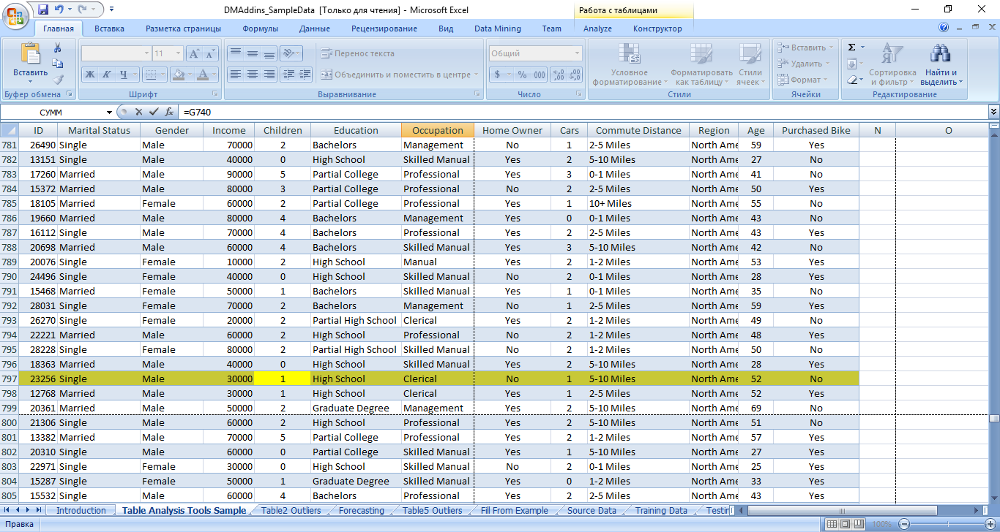 DMAddins_SampleData [Только для чтения] - Microsoft Excel
Работа с таблицами
Главная Вставка Разметка страницы Формулы Данные Рецензирование Вид Data Mining Team Analyze Конструктор
Вставить
Буфер обмена
11
Ж К Ч
Шрифт
Перенос текста
Объединить и поместить в центре
Выравнивание
Общий
$ % 000
Число
Условное форматирование
Форматировать как таблицу
Стили ячеек
Стили
Вставить
Удалить
Формат
Ячейки
Σ
Сортировка и фильтр
Найти и выделить
Редактирование
СУММ fx =G740
ID Marital Status Gender Income Children Education Occupation Home Owner Cars Commute Distance Region Age Purchased Bike N O
781 26490 Single Male 70000 2 Bachelors Management No 1 2-5 Miles North Ame 59 Yes
782 13151 Single Male 40000 0 High School Skilled Manual Yes 2 5-10 Miles North Ame 27 No
783 17260 Married Male 90000 5 Partial College Professional Yes 3 0-1 Miles North Ame 41 No
784 15372 Married Male 80000 3 Partial College Professional No 2 2-5 Miles North Ame 50 Yes
785 18105 Married Female 60000 2 Partial College Professional Yes 1 10+ Miles North Ame 55 No
786 19660 Married Male 80000 4 Bachelors Management Yes 0 0-1 Miles North Ame 43 No
787 16112 Single Male 70000 4 Bachelors Professional Yes 2 2-5 Miles North Ame 43 Yes
788 20698 Married Male 60000 4 Bachelors Skilled Manual Yes 3 5-10 Miles North Ame 42 No
789 20076 Single Female 10000 2 High School Manual Yes 2 1-2 Miles North Ame 53 Yes
790 24496 Single Female 40000 0 High School Skilled Manual No 2 0-1 Miles North Ame 28 Yes
791 15468 Married Female 50000 1 Bachelors Skilled Manual Yes 1 0-1 Miles North Ame 35 No
792 28031 Single Female 70000 2 Bachelors Management No 1 2-5 Miles North Ame 59 Yes
793 26270 Single Female 20000 2 Partial High School Clerical Yes 2 1-2 Miles North Ame 49 No
794 22221 Married Male 60000 2 High School Professional No 2 1-2 Miles North Ame 48 Yes
795 28228 Single Female 80000 2 Partial High School Skilled Manual No 2 1-2 Miles North Ame 50 No
796 18363 Married Male 40000 0 High School Skilled Manual Yes 2 5-10 Miles North Ame 28 Yes
797 23256 Single Male 30000 1 High School Clerical No 1 5-10 Miles North Ame 52 No
798 12768 Married Male 30000 1 High School Clerical Yes 1 2-5 Miles North Ame 52 Yes
799 20361 Married Male 50000 2 Graduate Degree Management Yes 2 5-10 Miles North Ame 69 No
800 21306 Single Male 60000 2 High School Professional Yes 2 5-10 Miles North Ame 51 No
801 13382 Married Male 70000 5 Partial College Professional Yes 2 1-2 Miles North Ame 57 Yes
802 20310 Single Male 60000 0 Partial College Skilled Manual Yes 1 5-10 Miles North Ame 27 Yes
803 22971 Single Female 30000 0 High School Skilled Manual No 2 0-1 Miles North Ame 25 Yes
804 15287 Single Female 50000 1 Graduate Degree Skilled Manual Yes 0 1-2 Miles North Ame 33 Yes
805 15532 Single Male 60000 4 Bachelors Professional Yes 2 2-5 Miles North Ame 43 Yes
Introduction Table Analysis Tools Sample Table2 Outliers Forecasting Table5 Outliers Fill From Example Source Data Training Data Testin
Правка 100%